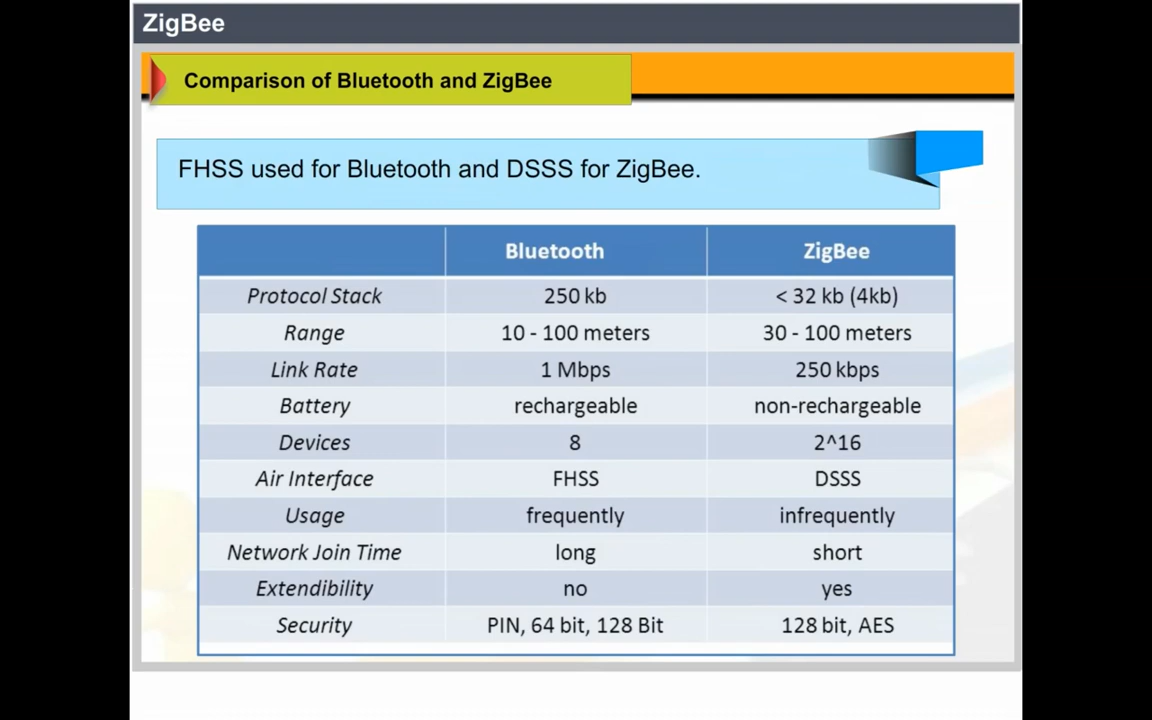 ZigBee
Comparison of Bluetooth and ZigBee
FHSS used for Bluetooth and DSSS for ZigBee.
Bluetooth ZigBee
Protocol Stack 250 kb < 32 kb (4kb)
Range 10 - 100 meters 30 - 100 meters
Link Rate 1 Mbps 250 kbps
Battery rechargeable non-rechargeable
Devices 8 2^16
Air Interface FHSS DSSS
Usage frequently infrequently
Network Join Time long short
Extendibility no yes
Security PIN, 64 bit, 128 Bit 128 bit, AES